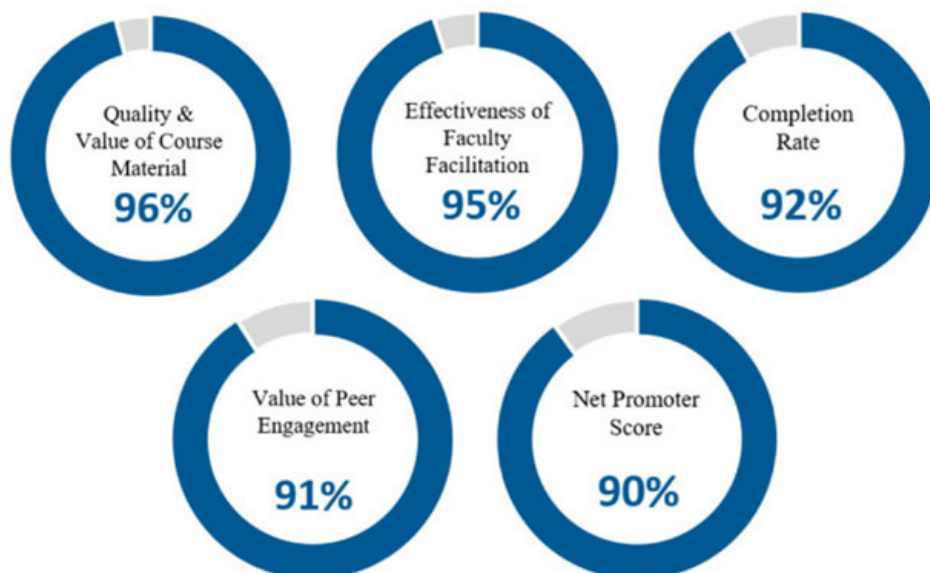 Quality &
Value of Course
Material
96%
Effectiveness of
Faculty
Facilitation
95%
Completion
Rate
92%
Value of Peer
Engagement
91%
Net Promoter
Score
90%